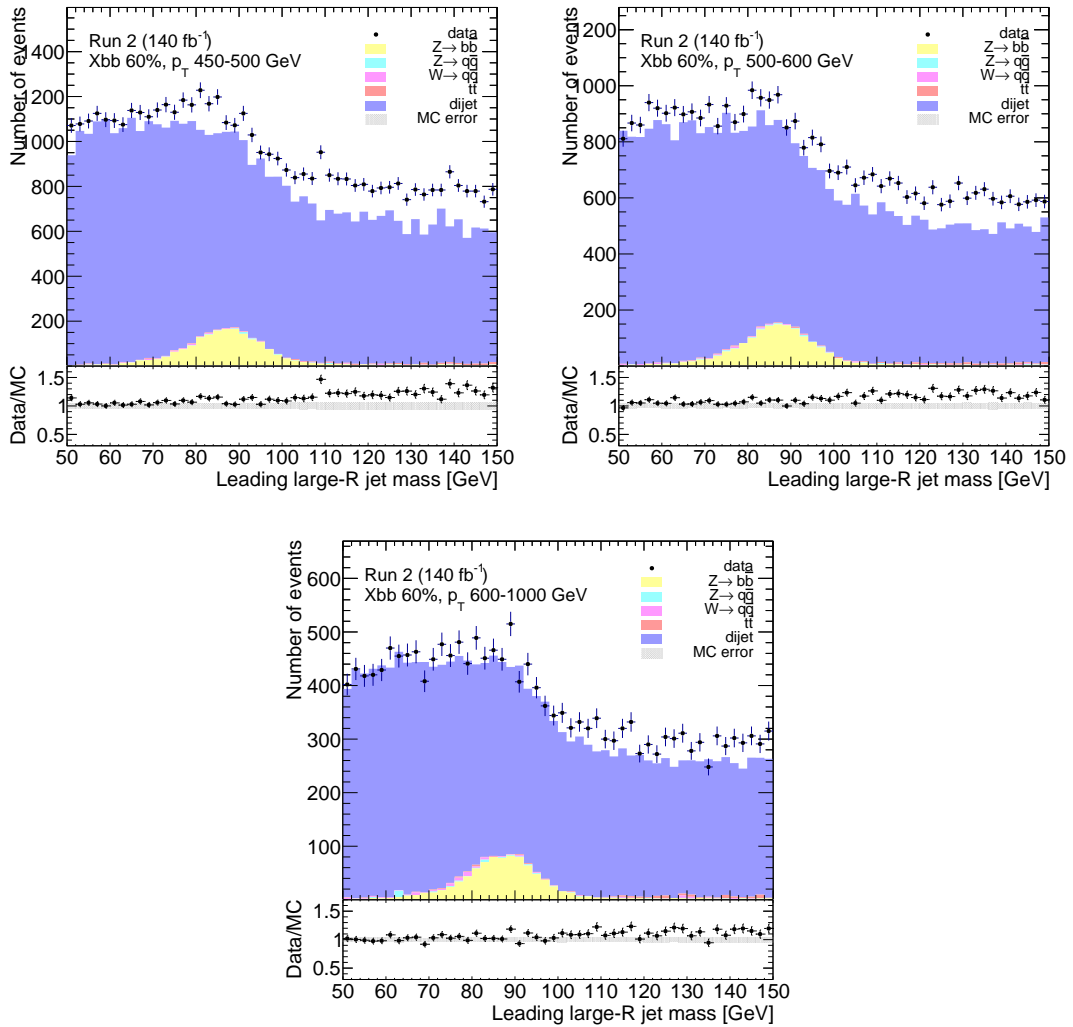 Number of events
1400
1200
1000
800
600
400
200
Run 2 (140 fb⁻¹)
Xbb 60%, p_T 450-500 GeV
data
Z→ bb̄
Z→ qq̄
W→ qq̄
tt̄
dijet
MC error
Data/MC
1.5
1
0.5
50 60 70 80 90 100 110 120 130 140 150
Leading large-R jet mass [GeV]
Number of events
1200
1000
800
600
400
200
Run 2 (140 fb⁻¹)
Xbb 60%, p_T 500-600 GeV
data
Z→ bb̄
Z→ qq̄
W→ qq̄
tt̄
dijet
MC error
Data/MC
1.5
1
0.5
50 60 70 80 90 100 110 120 130 140 150
Leading large-R jet mass [GeV]
Number of events
600
500
400
300
200
100
Run 2 (140 fb⁻¹)
Xbb 60%, p_T 600-1000 GeV
data
Z→ bb̄
Z→ qq̄
W→ qq̄
tt̄
dijet
MC error
Data/MC
1.5
1
0.5
50 60 70 80 90 100 110 120 130 140 150
Leading large-R jet mass [GeV]